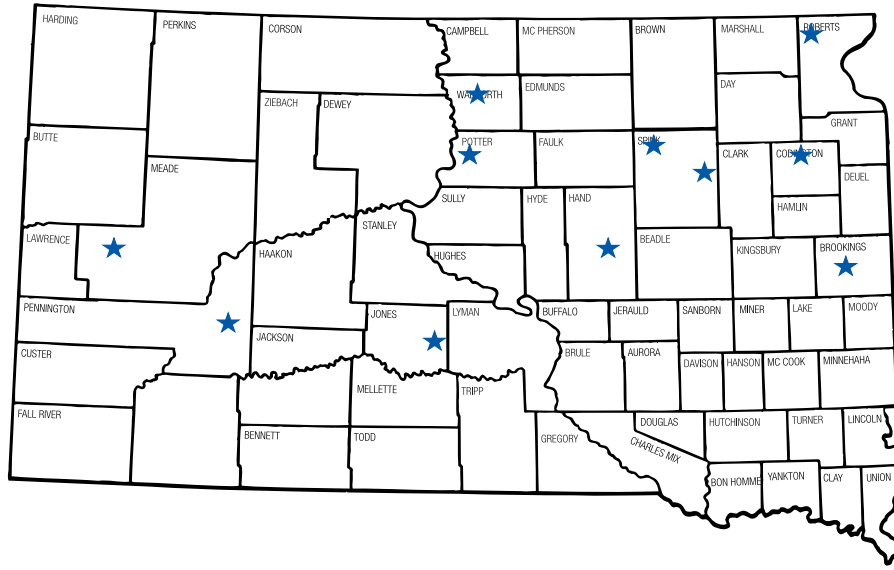 HARDING
PERKINS
CORSON
CAMPBELL
MC PHERSON
BROWN
MARSHALL
ROBERTS
ZIEBACH
DEWEY
WALWORTH
EDMUNDS
DAY
GRANT
BUTTE
MEADE
POTTER
FAULK
SPINK
CLARK
CODINGTON
DEUEL
SULLY
HYDE
HAND
HAMLIN
LAWRENCE
HAAKON
STANLEY
HUGHES
BEADLE
KINGSBURY
BROOKINGS
PENNINGTON
JACKSON
JONES
LYMAN
BUFFALO
JERAULD
SANBORN
MINER
LAKE
MOODY
CUSTER
BRULE
AURORA
DAVISON
HANSON
MC COOK
MINNEHAHA
FALL RIVER
MELLETTE
TRIPP
BENNETT
TODD
GREGORY
CHARLES MIX
DOUGLAS
HUTCHINSON
TURNER
LINCOLN
BON HOMME
YANKTON
CLAY
UNION